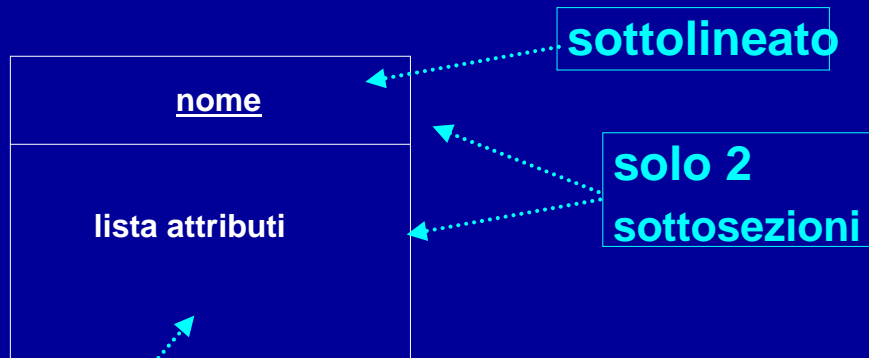 sottolineato
nome
solo 2
sottosezioni
lista attributi